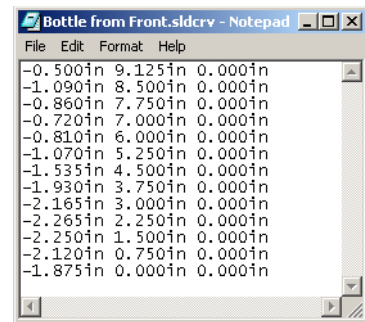 Bottle from Front.sldcrv - Notepad
File Edit Format Help
-0.500in 9.125in 0.000in
-1.090in 8.500in 0.000in
-0.860in 7.750in 0.000in
-0.720in 7.000in 0.000in
-0.810in 6.000in 0.000in
-1.070in 5.250in 0.000in
-1.535in 4.500in 0.000in
-1.930in 3.750in 0.000in
-2.165in 3.000in 0.000in
-2.265in 2.250in 0.000in
-2.250in 1.500in 0.000in
-2.120in 0.750in 0.000in
-1.875in 0.000in 0.000in